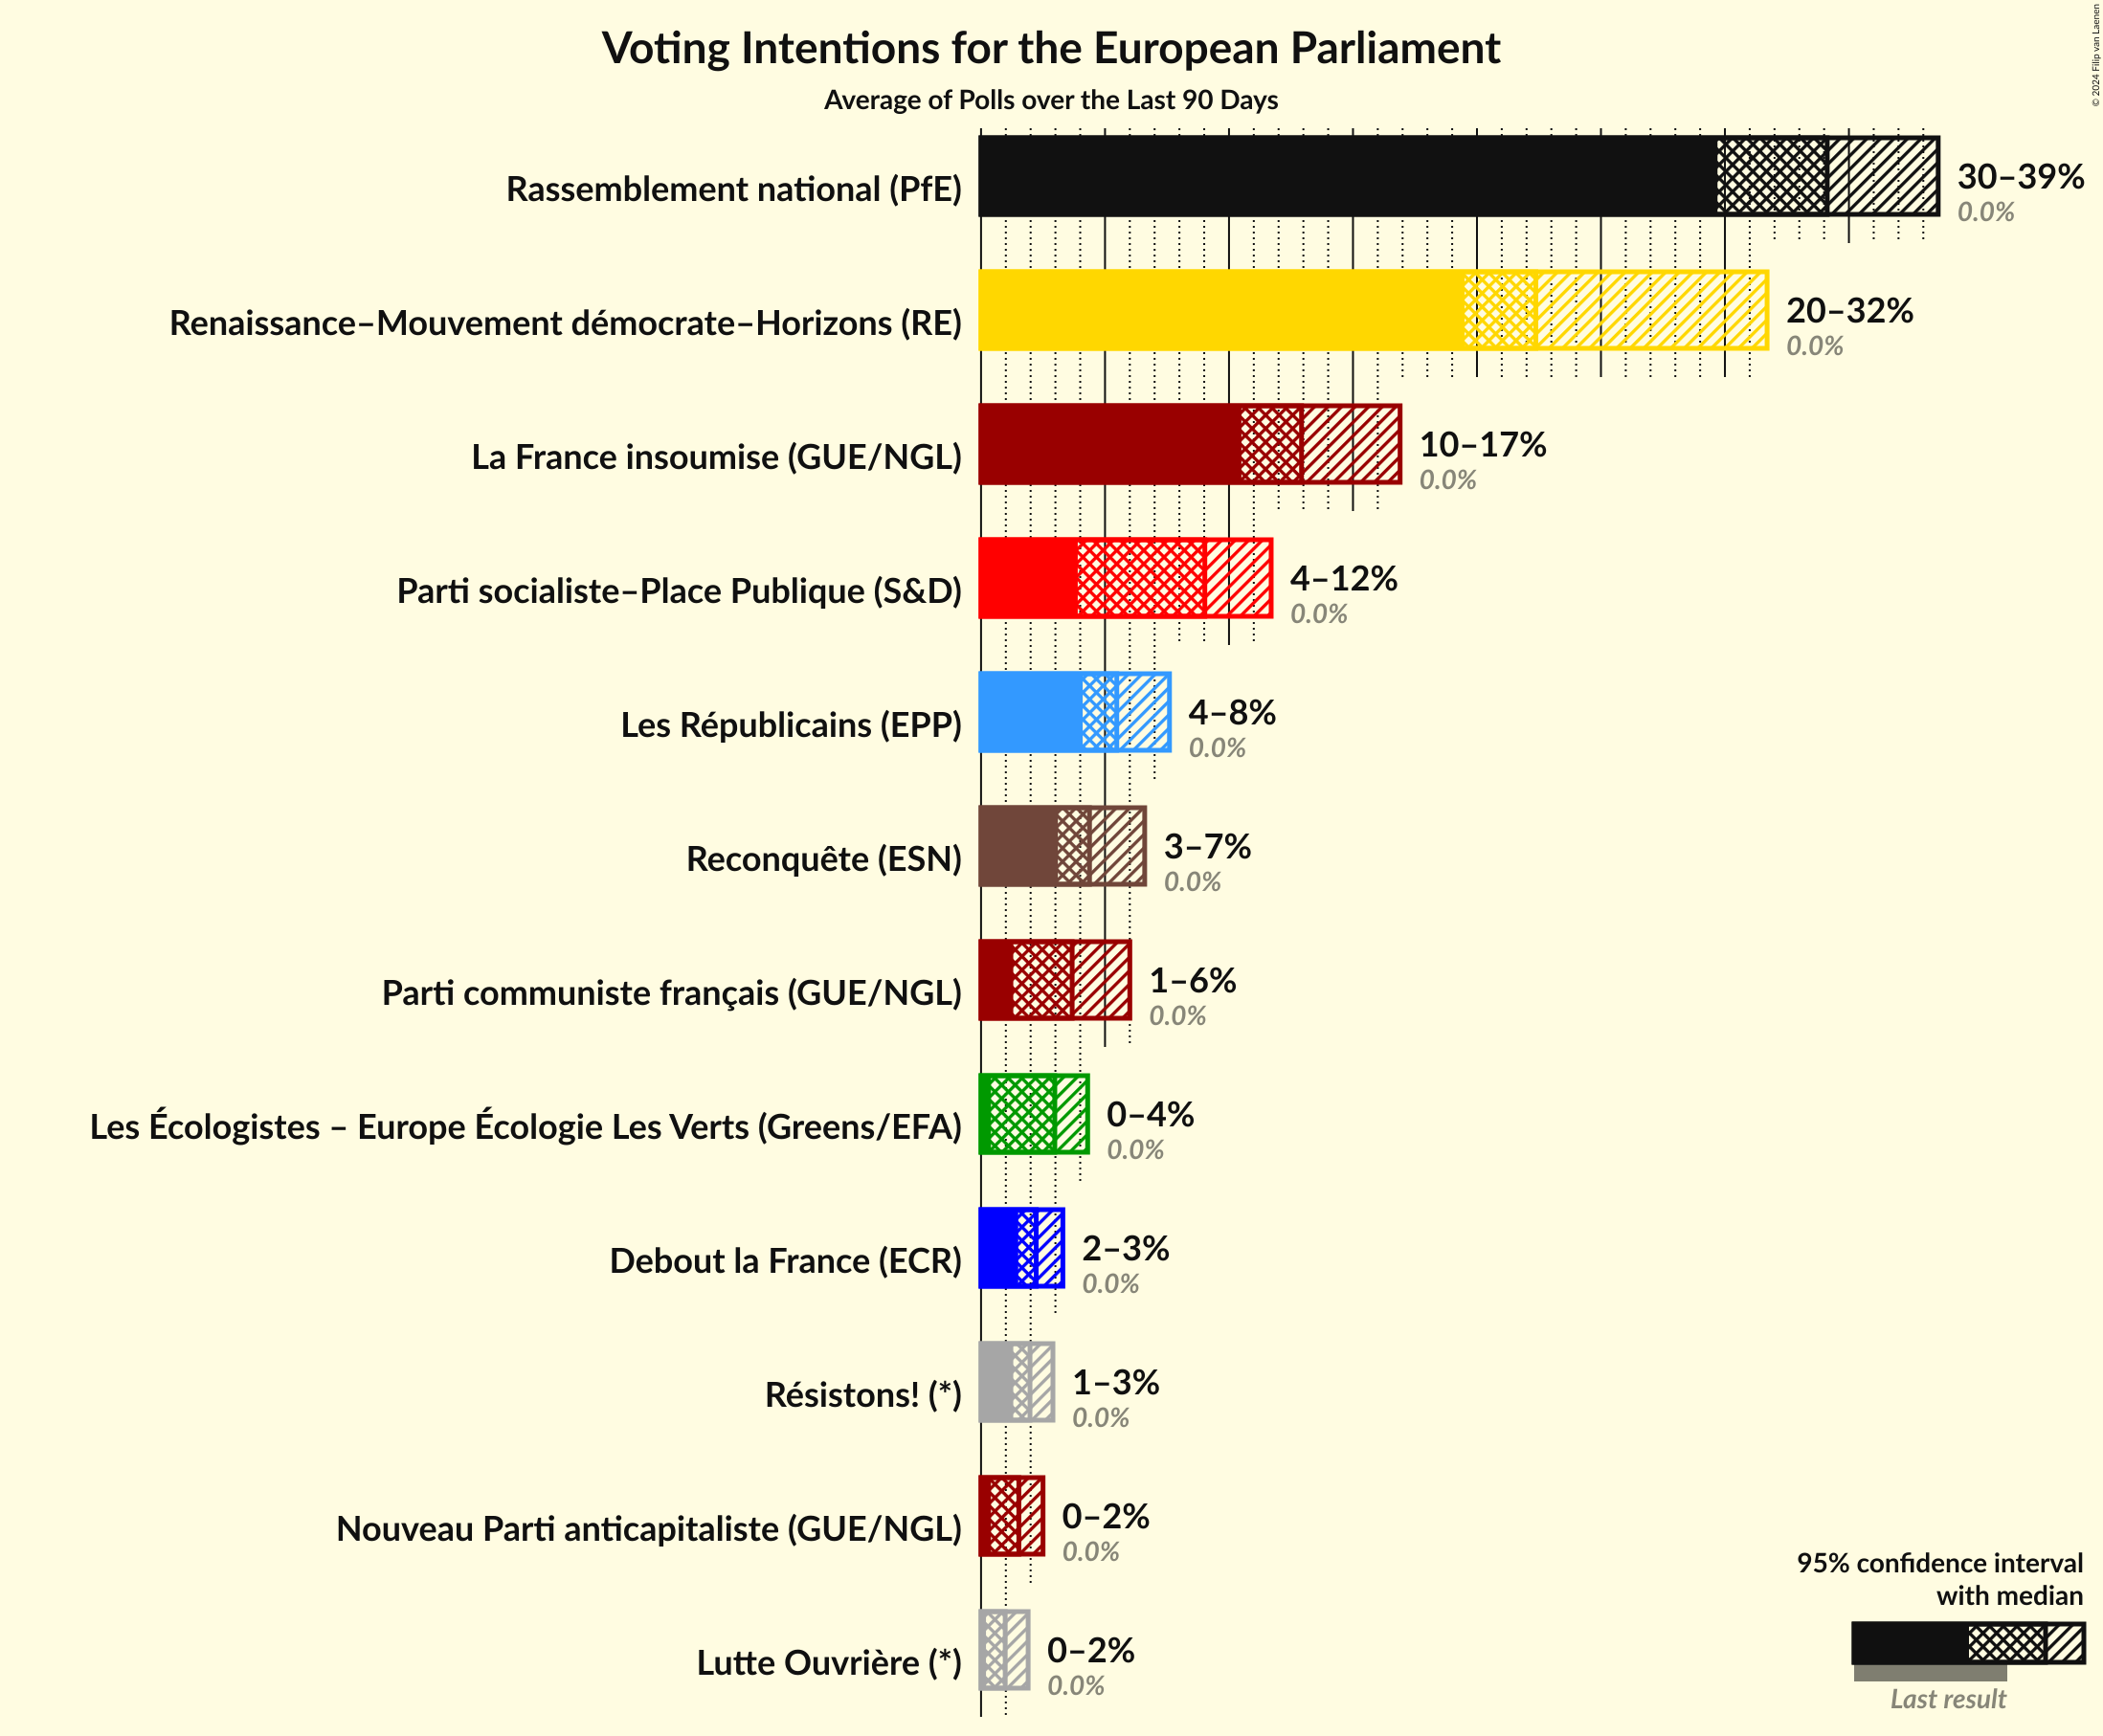 Voting Intentions for the European Parliament
Average of Polls over the Last 90 Days
© 2024 Filip van Laenen
Rassemblement national (PfE)
30–39%
0.0%
Renaissance–Mouvement démocrate–Horizons (RE)
20–32%
0.0%
La France insoumise (GUE/NGL)
10–17%
0.0%
Parti socialiste–Place Publique (S&D)
4–12%
0.0%
Les Républicains (EPP)
4–8%
0.0%
Reconquête (ESN)
3–7%
0.0%
Parti communiste français (GUE/NGL)
1–6%
0.0%
Les Écologistes – Europe Écologie Les Verts (Greens/EFA)
0–4%
0.0%
Debout la France (ECR)
2–3%
0.0%
Résistons! (*)
1–3%
0.0%
Nouveau Parti anticapitaliste (GUE/NGL)
0–2%
0.0%
Lutte Ouvrière (*)
0–2%
0.0%
95% confidence interval
with median
Last result